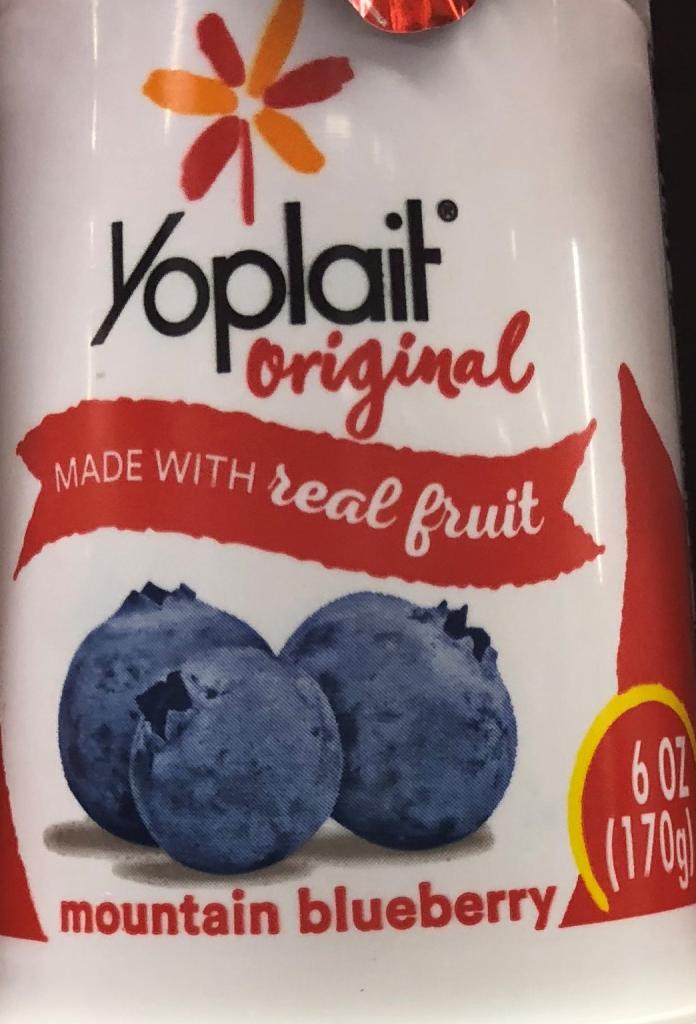 Yoplait®
original
MADE WITH real fruit
6 OZ
(170g)
mountain blueberry